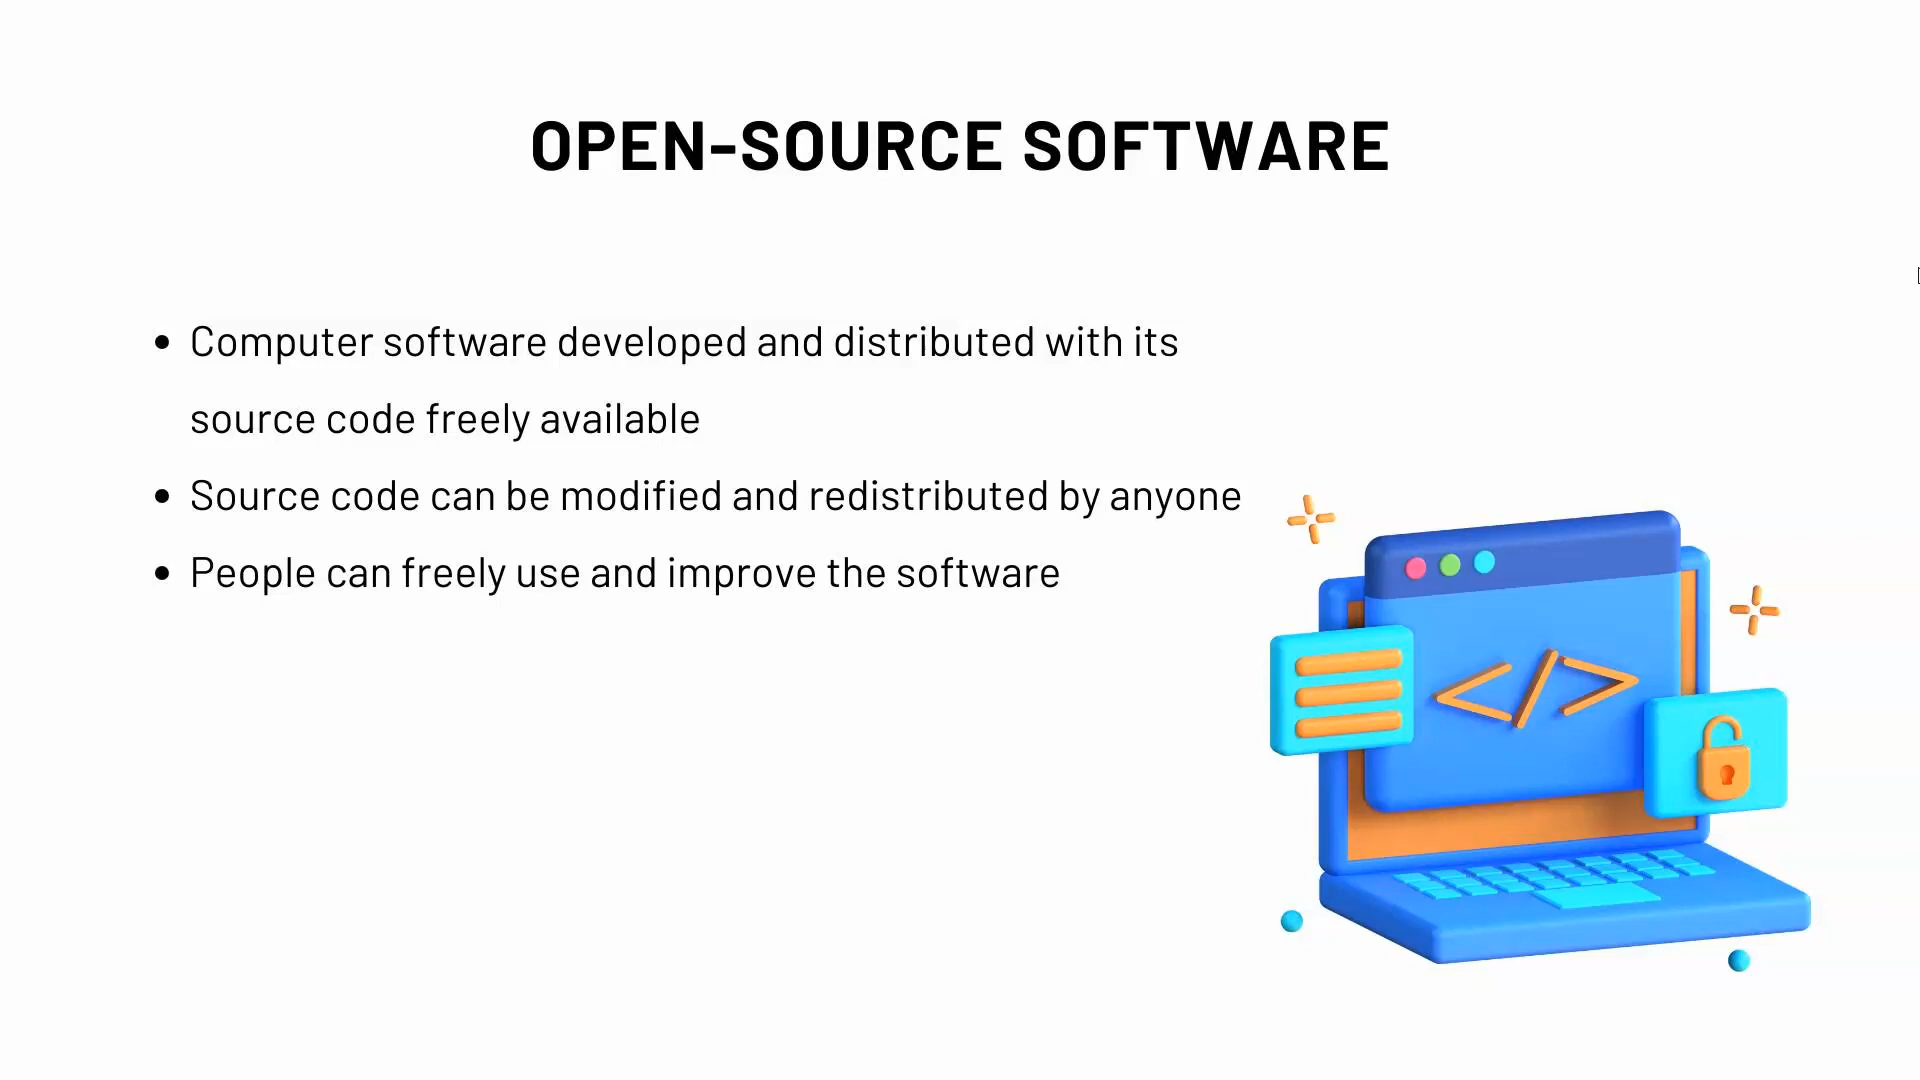 OPEN-SOURCE SOFTWARE
• Computer software developed and distributed with its
source code freely available
• Source code can be modified and redistributed by anyone
• People can freely use and improve the software
</>